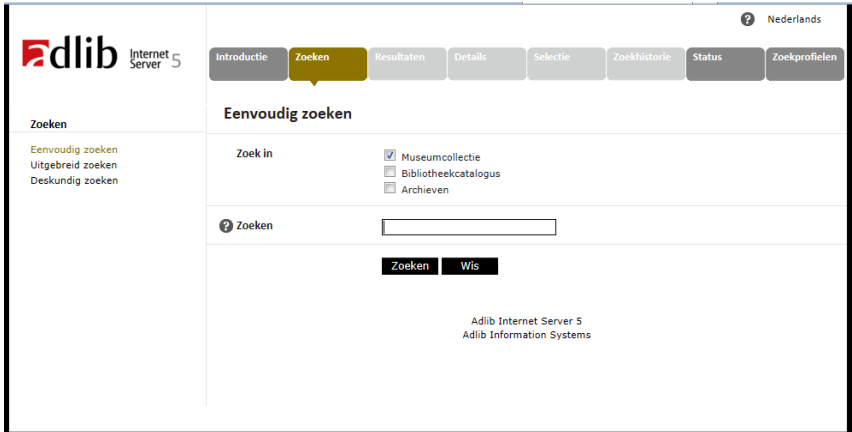 Nederlands
adlib Internet Server 5
Introductie Zoeken Resultaten Details Selectie Zoekhistorie Status Zoekprofielen
Zoeken
Eenvoudig zoeken
Uitgebreid zoeken
Deskundig zoeken
Eenvoudig zoeken
Zoek in
Museumcollectie
Bibliotheekcatalogus
Archieven
? Zoeken
Zoeken Wis
Adlib Internet Server 5
Adlib Information Systems